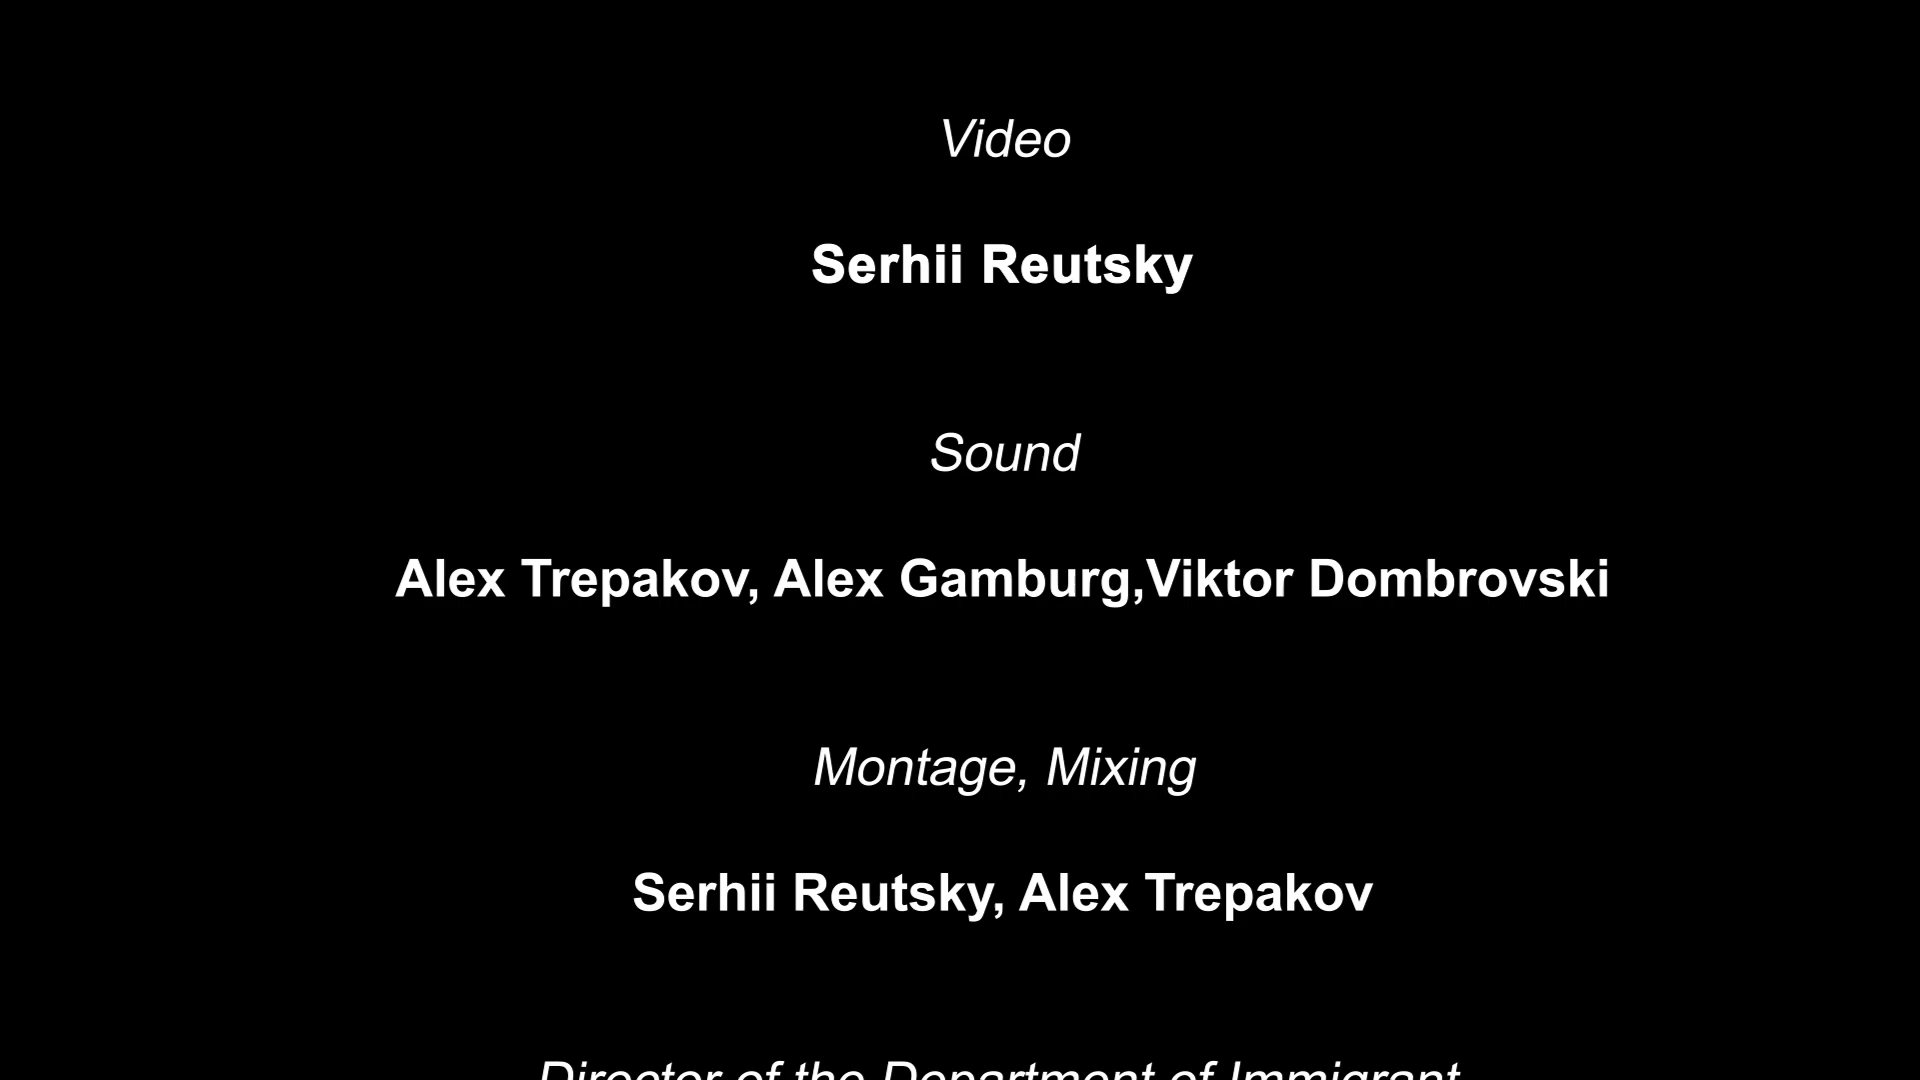 Video
Serhii Reutsky
Sound
Alex Trepakov, Alex Gamburg,Viktor Dombrovski
Montage, Mixing
Serhii Reutsky, Alex Trepakov
Director of the Department of Immigrant